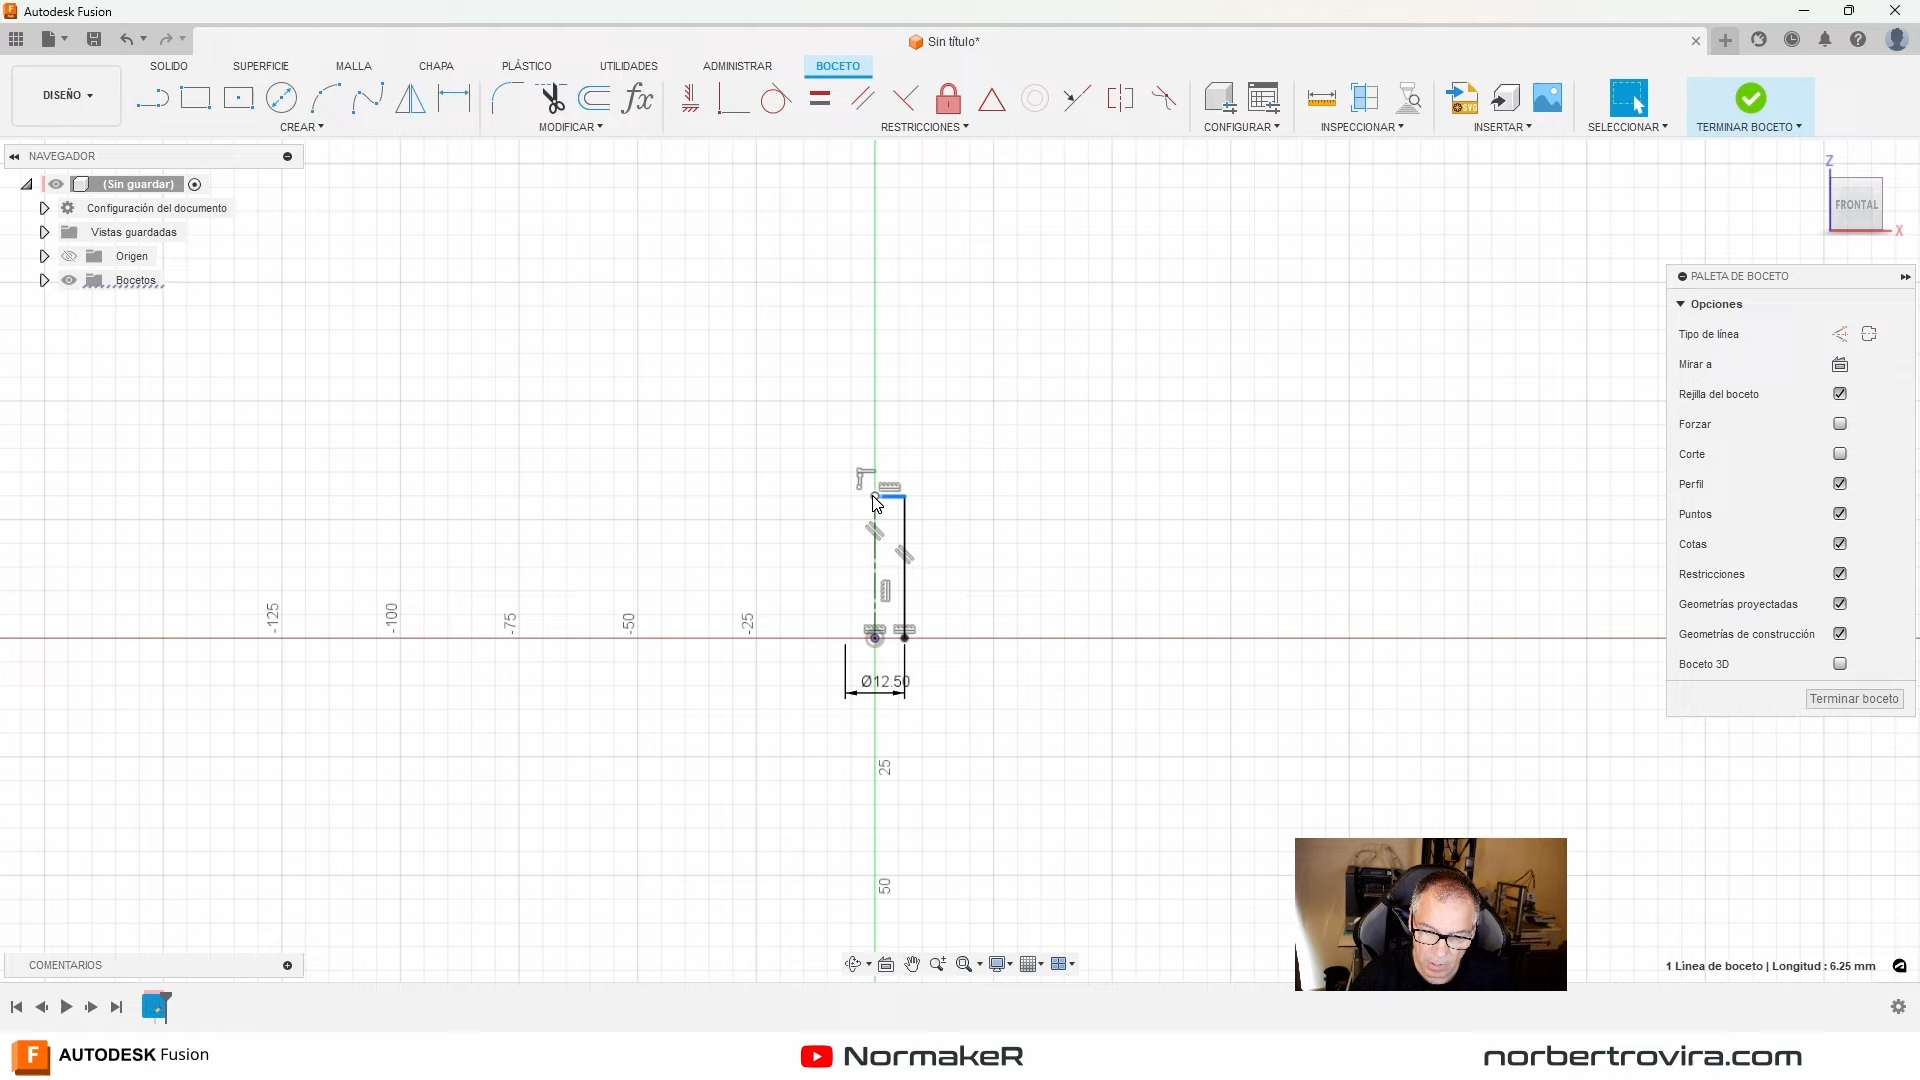 Autodesk Fusion
Sin título*
DISEÑO
SOLIDO
SUPERFICIE
MALLA
CHAPA
PLÁSTICO
UTILIDADES
ADMINISTRAR
BOCETO
CREAR
MODIFICAR
RESTRICCIONES
CONFIGURAR
INSPECCIONAR
INSERTAR
SELECCIONAR
TERMINAR BOCETO
fx
SVG
NAVEGADOR
(Sin guardar)
Configuración del documento
Vistas guardadas
Origen
Bocetos
Z
FRONTAL
X
PALETA DE BOCETO
Opciones
Tipo de línea
Mirar a
Rejilla del boceto
Forzar
Corte
Perfil
Puntos
Cotas
Restricciones
Geometrías proyectadas
Geometrías de construcción
Boceto 3D
Terminar boceto
-125
-100
-75
-50
-25
Ø12.50
25
50
COMENTARIOS
1 Línea de boceto | Longitud : 6.25 mm
F AUTODESK Fusion
NormakeR
norbertrovira.com